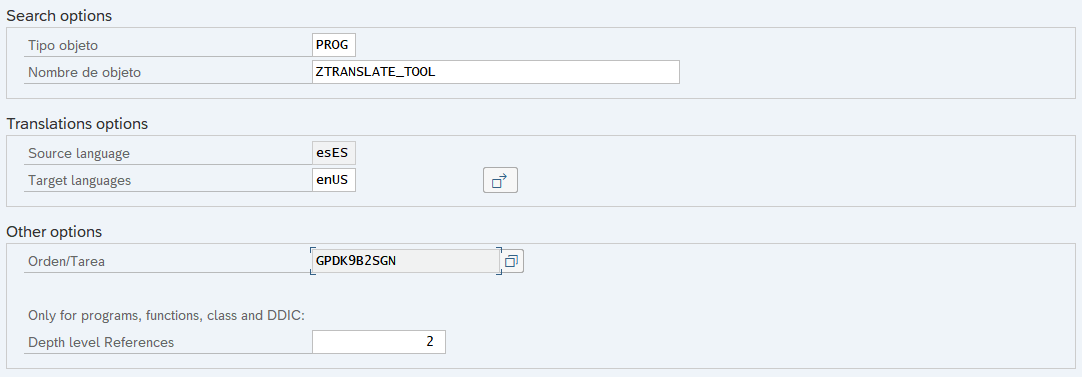 Search options
Tipo objeto PROG
Nombre de objeto ZTRANSLATE_TOOL
Translations options
Source language esES
Target languages enUS
Other options
Orden/Tarea GPDK9B2SGN
Only for programs, functions, class and DDIC:
Depth level References 2